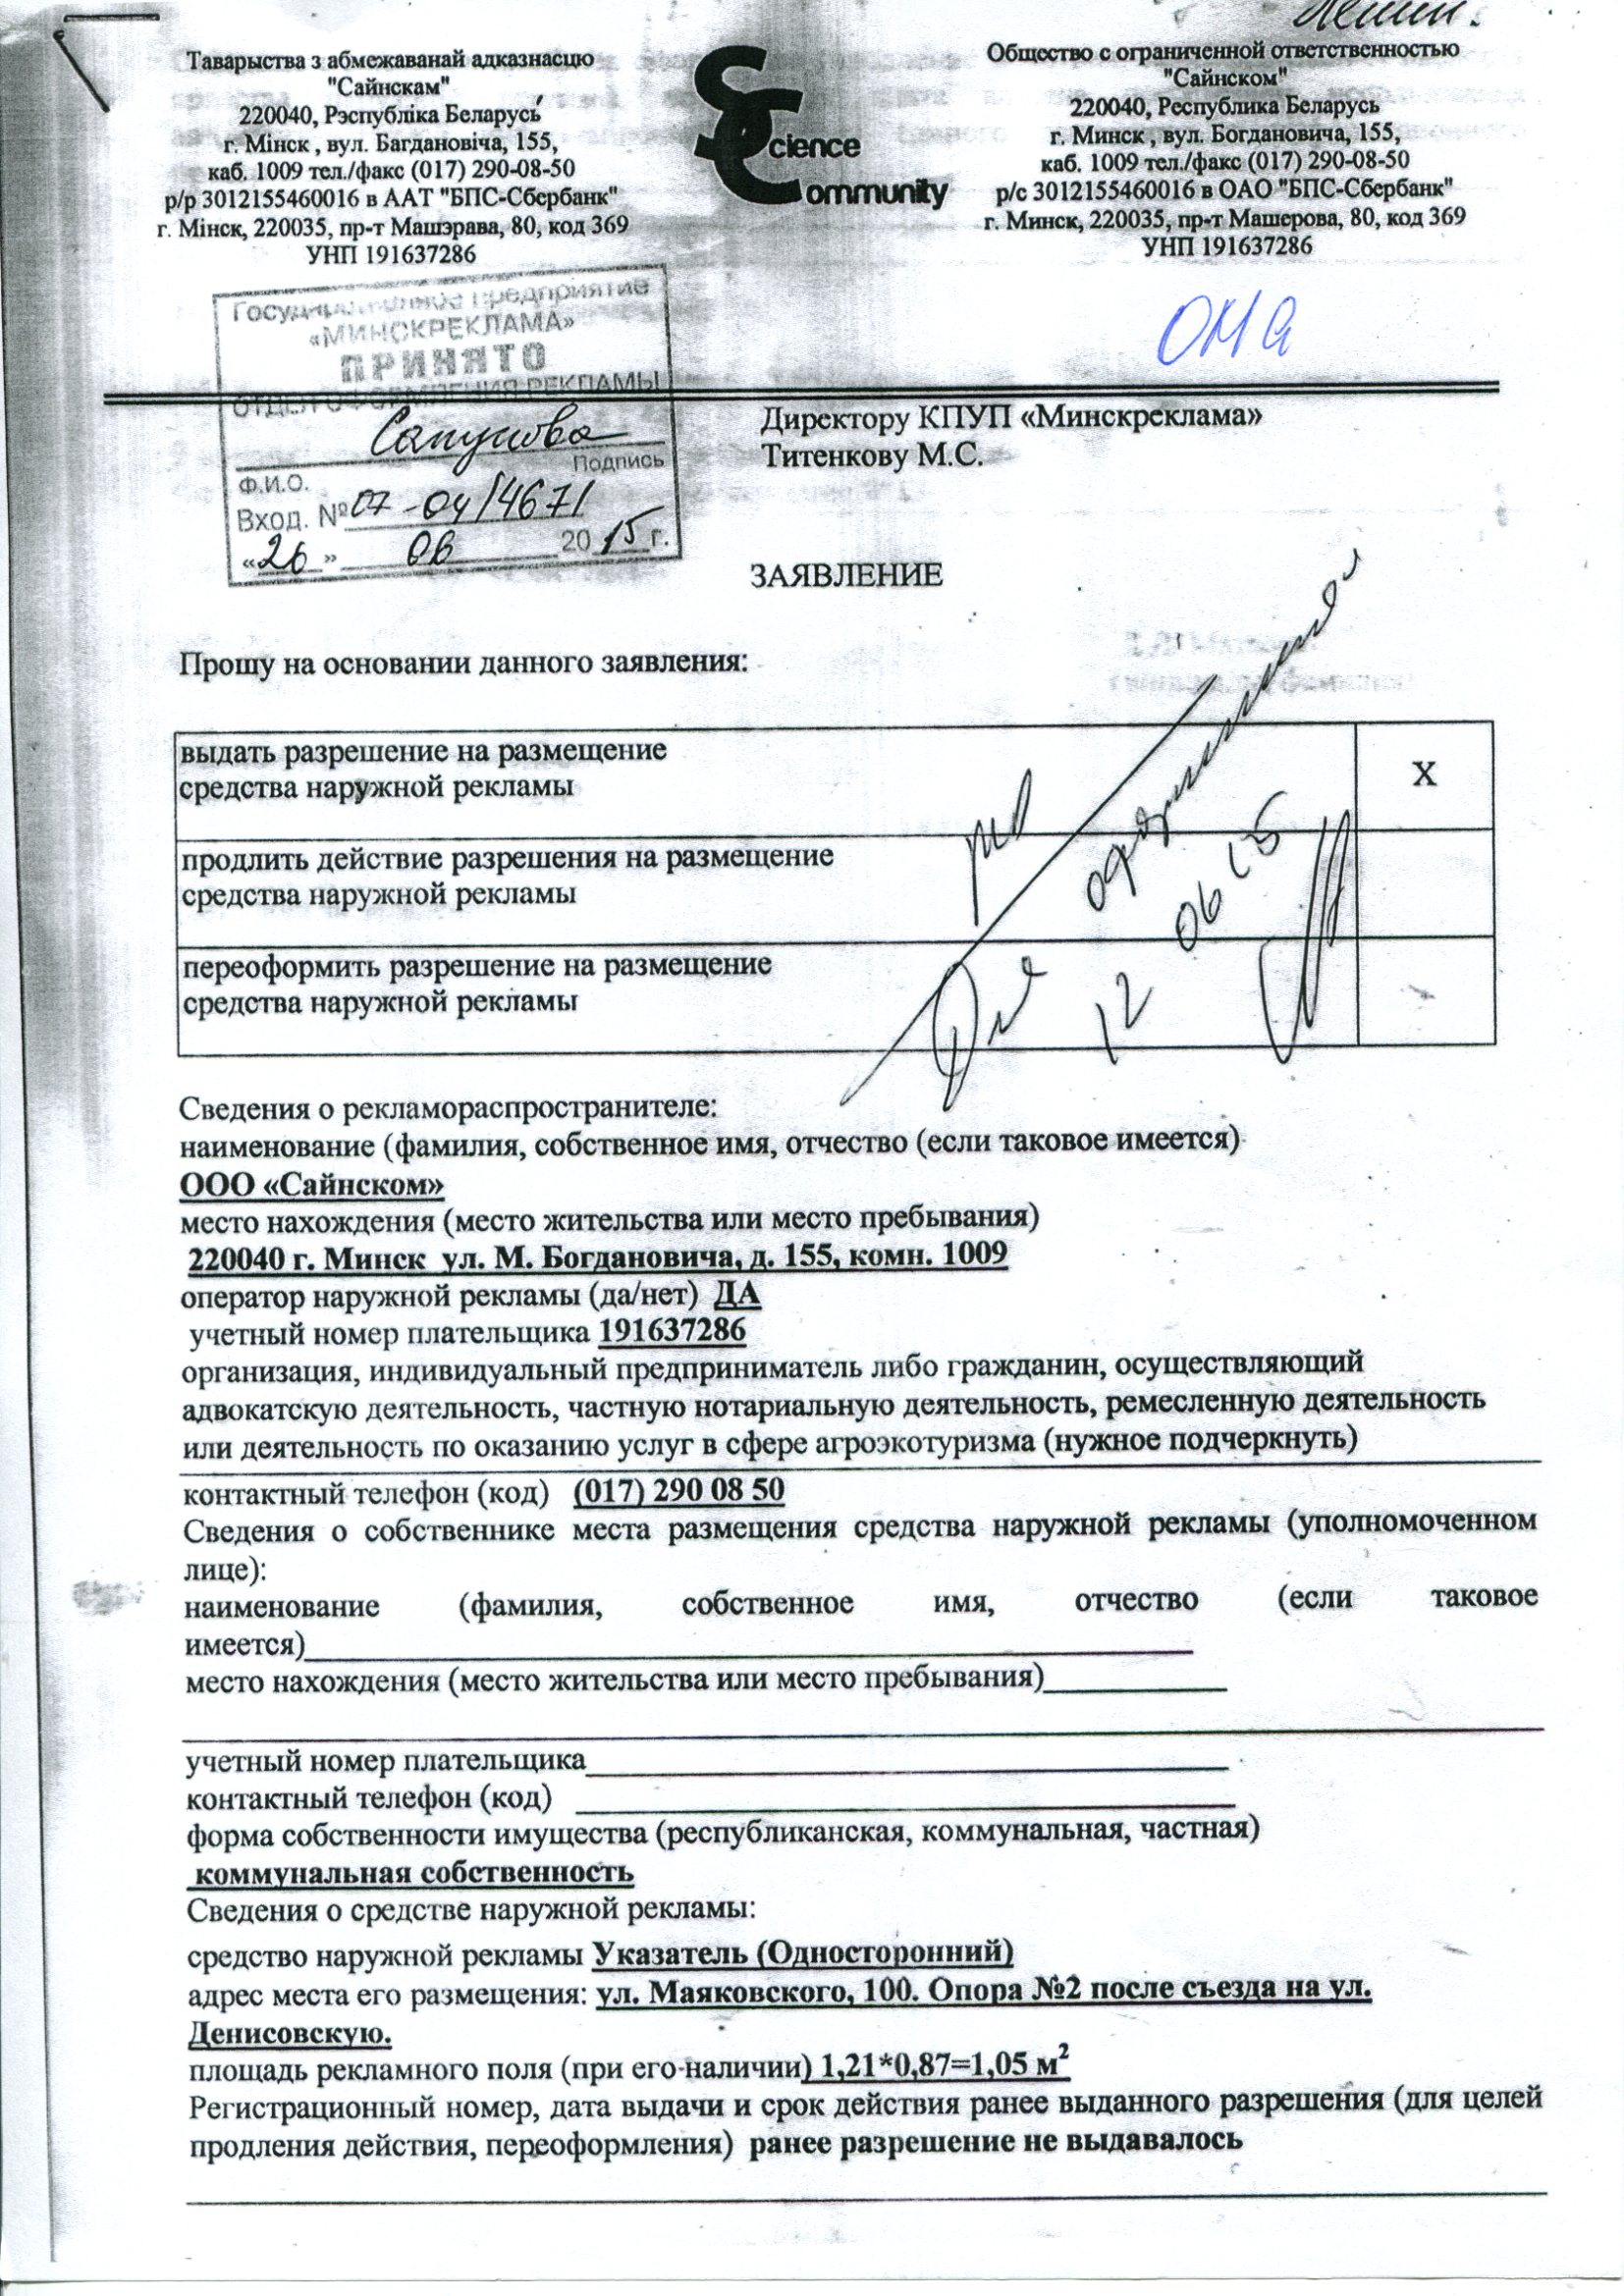 Таварыства з абмежаванай адказнасцю
"Сайнскам"
220040, Рэспубліка Беларусь
г. Мінск , вул. Багдановіча, 155,
каб. 1009 тел./факс (017) 290-08-50
р/р 3012155460016 в ААТ "БПС-Сбербанк"
г. Мінск, 220035, пр-т Машэрава, 80, код 369
УНП 191637286
Science
Community
Общество с ограниченной ответственностью
"Сайнском"
220040, Республика Беларусь
г. Минск , вул. Богдановича, 155,
каб. 1009 тел./факс (017) 290-08-50
р/с 3012155460016 в ОАО "БПС-Сбербанк"
г. Минск, 220035, пр-т Машерова, 80, код 369
УНП 191637286
Государственное предприятие
«МИНСКРЕКЛАМА»
ПРИНЯТО
ОТДЕЛ ОФОРМЛЕНИЯ РЕКЛАМЫ
Сапунова
Подпись
Ф.И.О.
Вход. № 07-04/4671
«26» 06 2015 г.
Директору КПУП «Минскреклама»
Титенкову М.С.
ЗАЯВЛЕНИЕ
Прошу на основании данного заявления:
выдать разрешение на размещение
средства наружной рекламы
X
продлить действие разрешения на размещение
средства наружной рекламы
переоформить разрешение на размещение
средства наружной рекламы
12 06 15
Сведения о рекламораспространителе:
наименование (фамилия, собственное имя, отчество (если таковое имеется)
ООО «Сайнском»
место нахождения (место жительства или место пребывания)
220040 г. Минск ул. М. Богдановича, д. 155, комн. 1009
оператор наружной рекламы (да/нет) ДА
учетный номер плательщика 191637286
организация, индивидуальный предприниматель либо гражданин, осуществляющий
адвокатскую деятельность, частную нотариальную деятельность, ремесленную деятельность
или деятельность по оказанию услуг в сфере агроэкотуризма (нужное подчеркнуть)
контактный телефон (код) (017) 290 08 50
Сведения о собственнике места размещения средства наружной рекламы (уполномоченном
лице):
наименование (фамилия, собственное имя, отчество (если таковое
имеется)
место нахождения (место жительства или место пребывания)
учетный номер плательщика
контактный телефон (код)
форма собственности имущества (республиканская, коммунальная, частная)
коммунальная собственность
Сведения о средстве наружной рекламы:
средство наружной рекламы Указатель (Односторонний)
адрес места его размещения: ул. Маяковского, 100. Опора №2 после съезда на ул.
Денисовскую.
площадь рекламного поля (при его наличии) 1,21*0,87=1,05 м²
Регистрационный номер, дата выдачи и срок действия ранее выданного разрешения (для целей
продления действия, переоформления) ранее разрешение не выдавалось